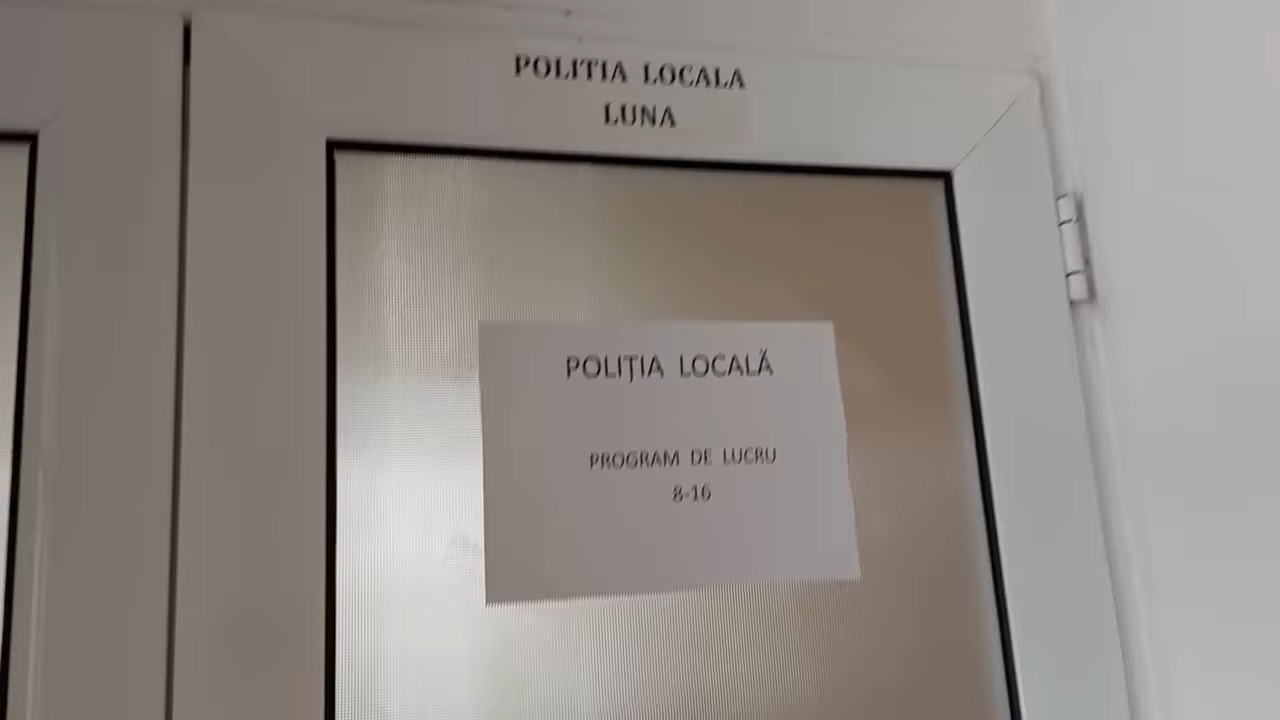 POLITIA LOCALA
LUNA
POLIȚIA LOCALĂ
PROGRAM DE LUCRU
8-16